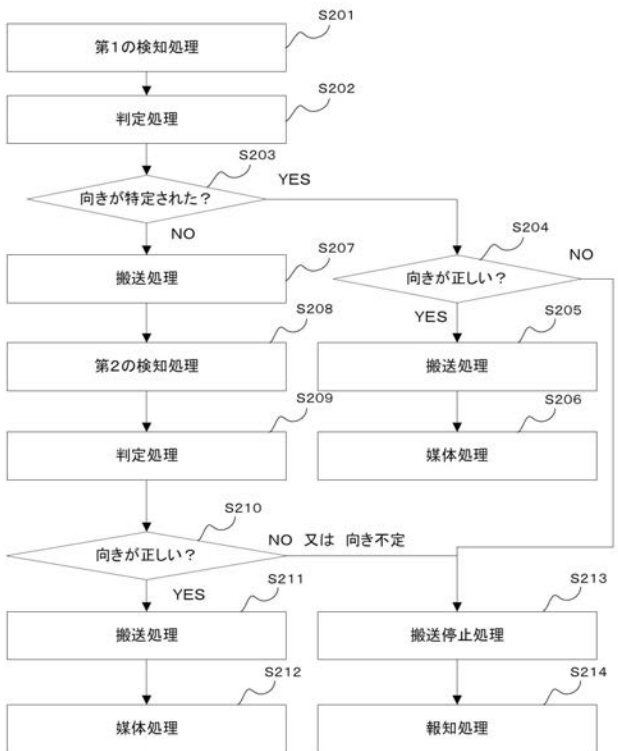 S201
第1の検知処理
S202
判定処理
S203
向きが特定された?
YES
NO
S204
向きが正しい?
NO
YES
S207
搬送処理
S205
搬送処理
S208
第2の検知処理
S206
媒体処理
S209
判定処理
S210
向きが正しい?
NO 又は 向き不定
YES
S211
搬送処理
S213
搬送停止処理
S212
媒体処理
S214
報知処理